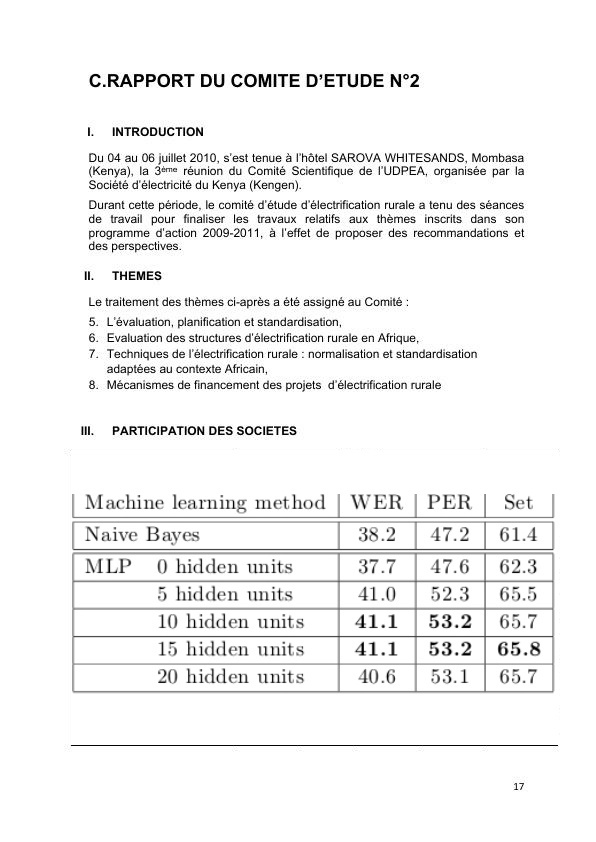 C.RAPPORT DU COMITE D’ETUDE N°2
I. INTRODUCTION
Du 04 au 06 juillet 2010, s’est tenue à l’hôtel SAROVA WHITESANDS, Mombasa
(Kenya), la 3ème réunion du Comité Scientifique de l’UDPEA, organisée par la
Société d’électricité du Kenya (Kengen).
Durant cette période, le comité d’étude d’électrification rurale a tenu des séances
de travail pour finaliser les travaux relatifs aux thèmes inscrits dans son
programme d’action 2009-2011, à l’effet de proposer des recommandations et
des perspectives.
II. THEMES
Le traitement des thèmes ci-après a été assigné au Comité :
5. L’évaluation, planification et standardisation,
6. Evaluation des structures d’électrification rurale en Afrique,
7. Techniques de l’électrification rurale : normalisation et standardisation
adaptées au contexte Africain,
8. Mécanismes de financement des projets d’électrification rurale
III. PARTICIPATION DES SOCIETES
Machine learning method WER PER Set
Naive Bayes 38.2 47.2 61.4
MLP 0 hidden units 37.7 47.6 62.3
5 hidden units 41.0 52.3 65.5
10 hidden units 41.1 53.2 65.7
15 hidden units 41.1 53.2 65.8
20 hidden units 40.6 53.1 65.7
17